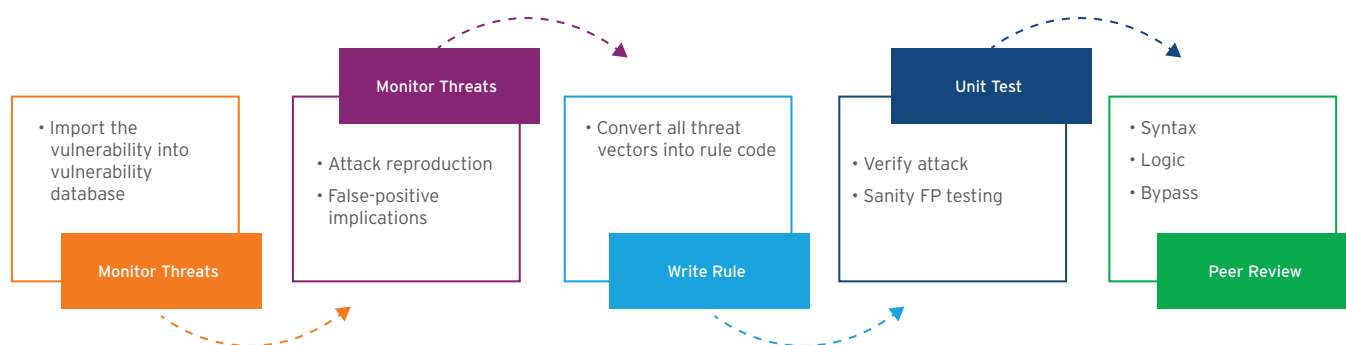 • Import the
vulnerability into
vulnerability
database
Monitor Threats
Monitor Threats
• Attack reproduction
• False-positive
implications
• Convert all threat
vectors into rule code
Write Rule
Unit Test
• Verify attack
• Sanity FP testing
• Syntax
• Logic
• Bypass
Peer Review